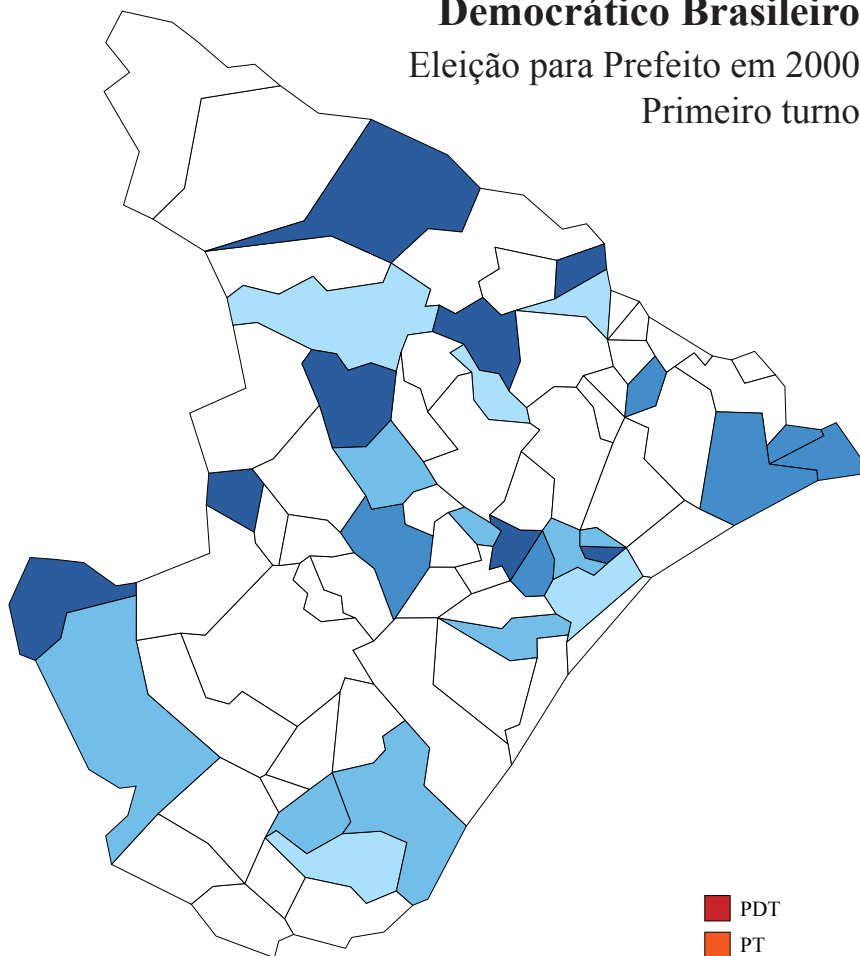 Democrático Brasileiro
Eleição para Prefeito em 2000
Primeiro turno
PDT
PT